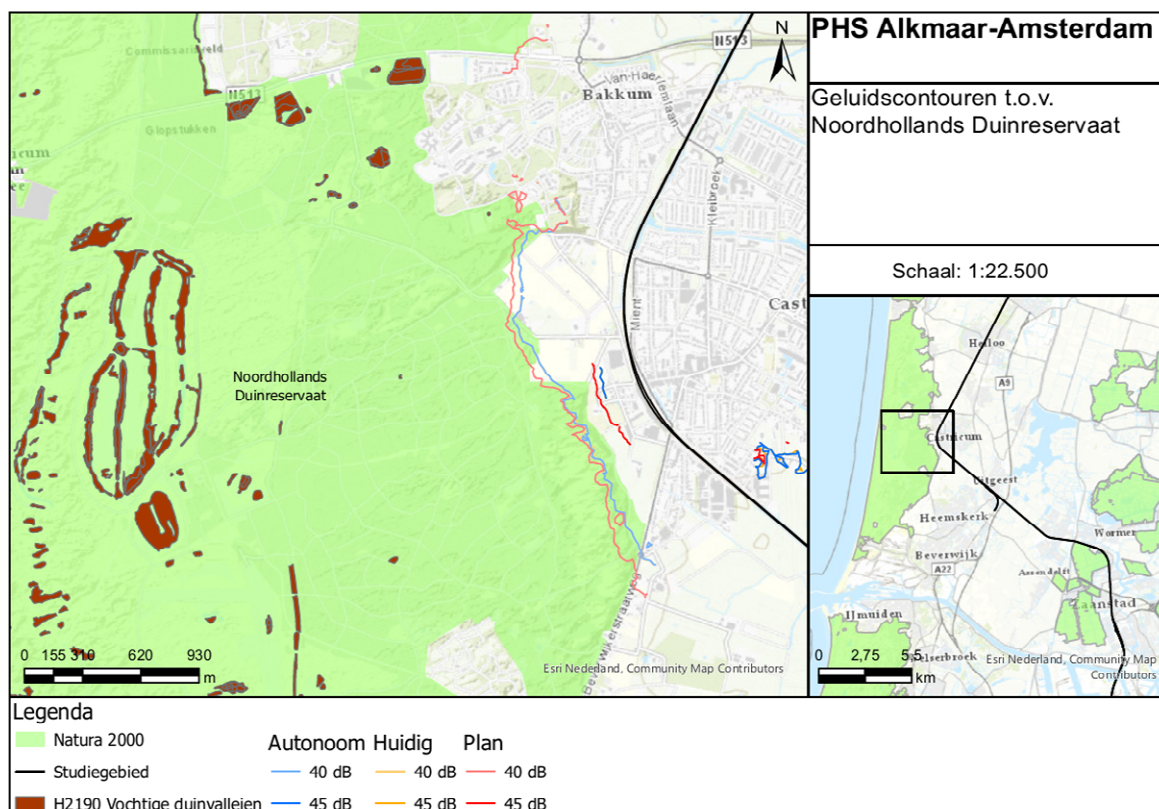 PHS Alkmaar-Amsterdam
Geluidscontouren t.o.v.
Noordhollands Duinreservaat
Schaal: 1:22.500
Commissarisveld
N513
Glopstukken
N513
N
Bakkum
Van-Haerlemlaan
Kleibroek
Mient
Cast
Noordhollands
Duinreservaat
0 155 310 620 930
m
Esri Nederland, Community Map Contributors
Heiloo
A9
Castricum
Uitgeest
Heemskerk
Beverwijk
A22
Wormer
Assendelft
Zaanstad
IJmuiden
0 2,75 5,5
km
Esri Nederland, Community Map
Contributors
Legenda
Natura 2000
Studiegebied
H2190 Vochtige duinvalleien
Autonoom Huidig Plan
40 dB 40 dB 40 dB
45 dB 45 dB 45 dB